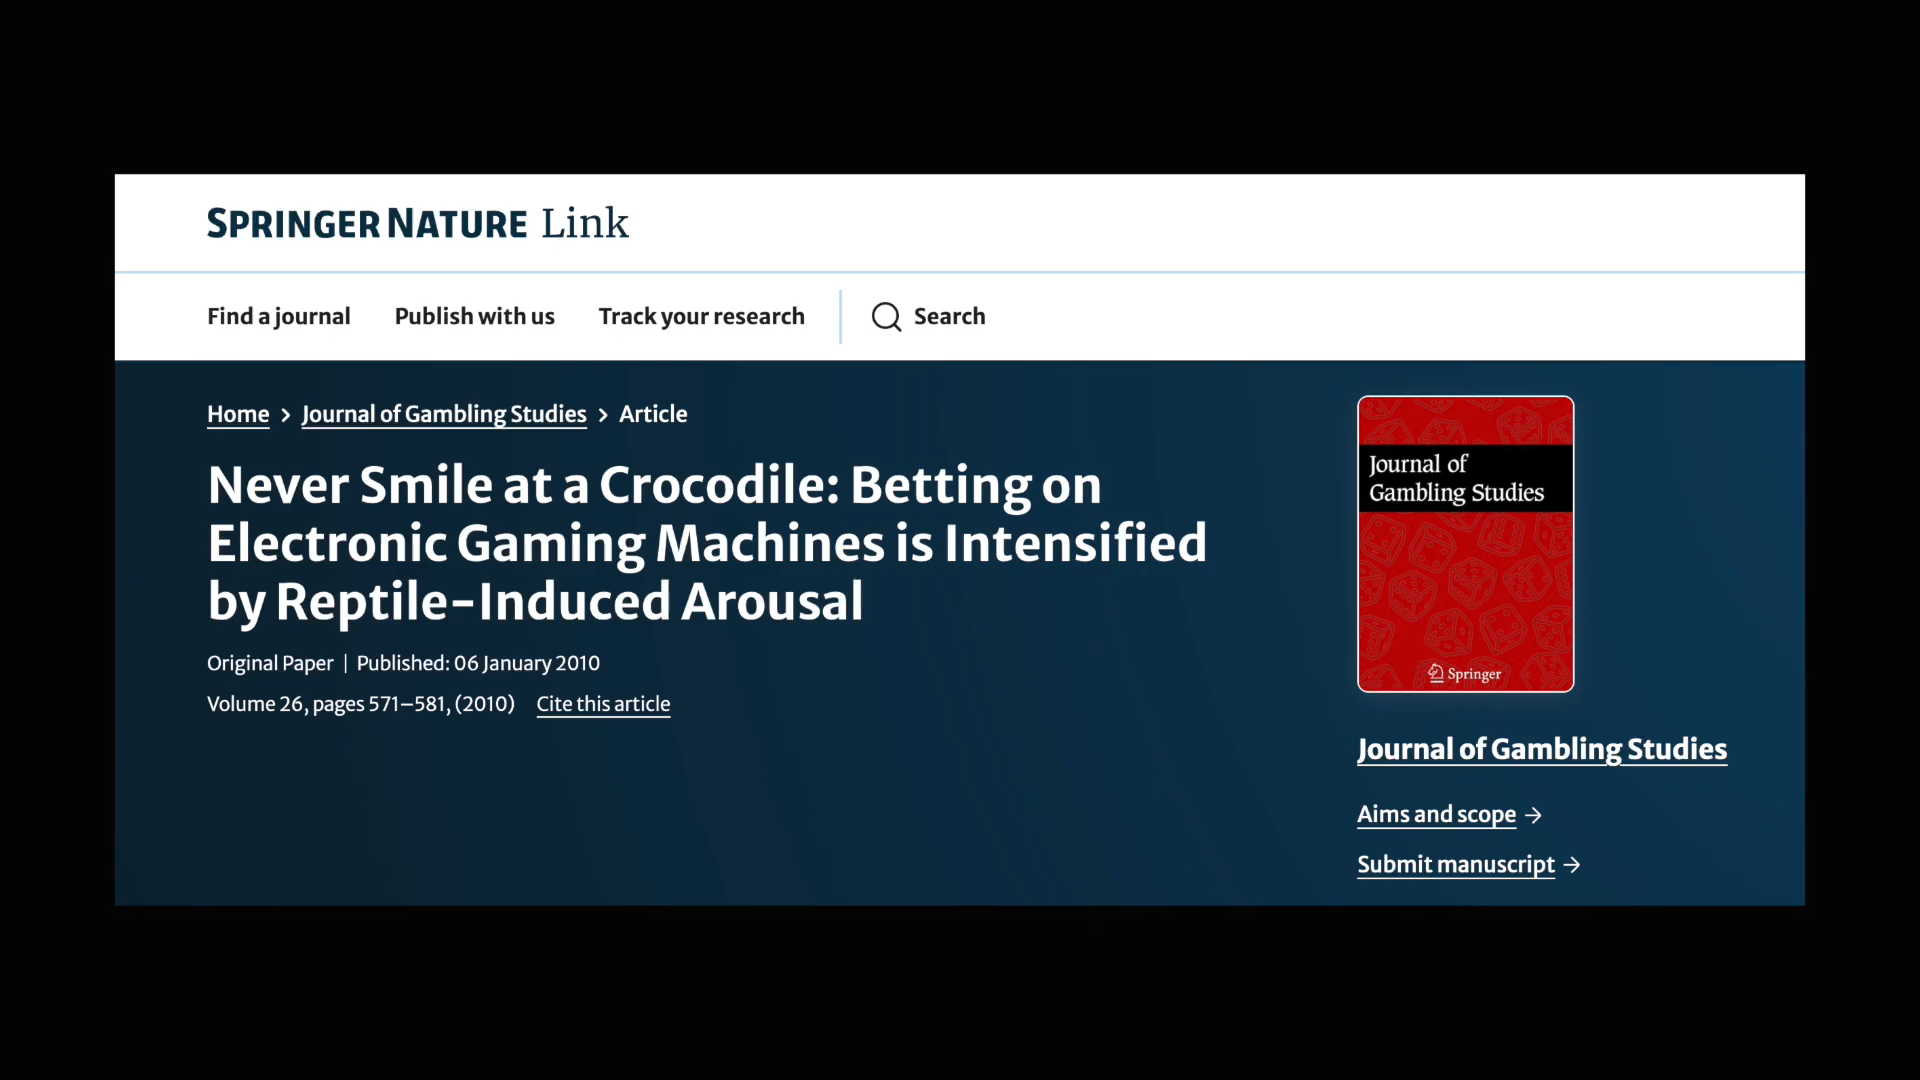 SPRINGER NATURE Link
Find a journal Publish with us Track your research Search
Home > Journal of Gambling Studies > Article
Never Smile at a Crocodile: Betting on
Electronic Gaming Machines is Intensified
by Reptile-Induced Arousal
Original Paper | Published: 06 January 2010
Volume 26, pages 571–581, (2010) Cite this article
Journal of
Gambling Studies
Springer
Journal of Gambling Studies
Aims and scope →
Submit manuscript →